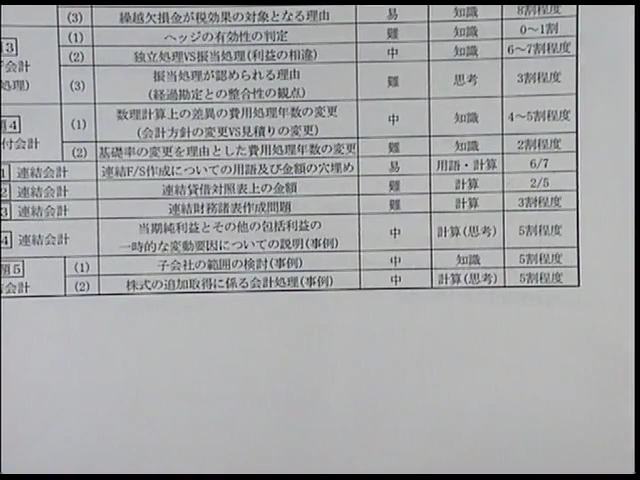 (3) 繰越欠損金が税効果の対象となる理由 易 知識 8割程度
(1) ヘッジの有効性の判定 難 知識 0～1割
(2) 独立処理VS振当処理(利益の相違) 中 知識 6～7割程度
(3) 振当処理が認められる理由 難 思考 3割程度
(経過勘定との整合性の観点)
(1) 数理計算上の差異の費用処理年数の変更 中 知識 4～5割程度
付会計 (会計方針の変更VS見積りの変更)
(2) 基礎率の変更を理由とした費用処理年数の変更 難 知識 2割程度
1 連結会計 連結F/S作成についての用語及び金額の穴埋め 易 用語・計算 6/7
2 連結会計 連結貸借対照表上の金額 難 計算 2/5
3 連結会計 連結財務諸表作成問題 難 計算 3割程度
4 連結会計 当期純利益とその他の包括利益の 中 計算(思考) 5割程度
一時的な変動要因についての説明(事例)
題5 (1) 子会社の範囲の検討(事例) 中 知識 5割程度
会計 (2) 株式の追加取得に係る会計処理(事例) 中 計算(思考) 5割程度